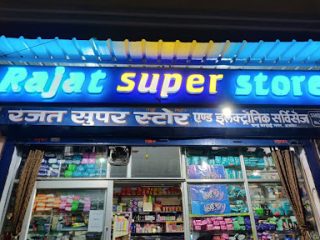 Rajat super store
रजत सुपर स्टोर एण्ड इलेक्ट्रोनिक सर्विसेज